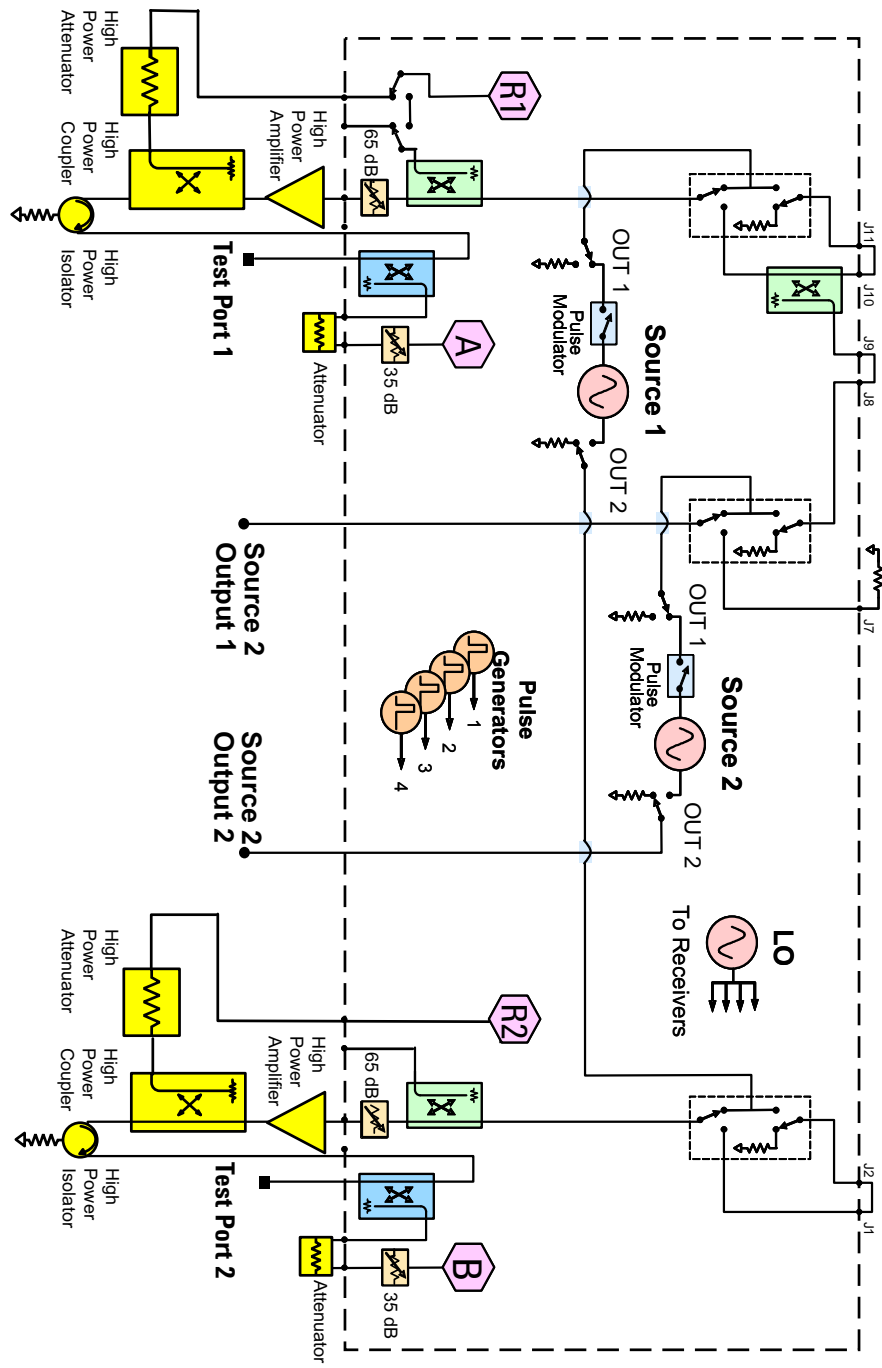 J11
J10
J9
J8
J7
J2
J1
Source 1
OUT 1
Pulse
Modulator
OUT 2
Source 2
OUT 1
Pulse
Modulator
OUT 2
LO
To Receivers
R1
65 dB
A
35 dB
Pulse
Generators
1
2
3
4
R2
65 dB
B
35 dB
High
Power
Attenuator
High
Power
Coupler
High
Power
Amplifier
High
Power
Isolator
Test Port 1
Attenuator
Source 2
Output 1
Source 2
Output 2
High
Power
Attenuator
High
Power
Coupler
High
Power
Amplifier
High
Power
Isolator
Test Port 2
Attenuator